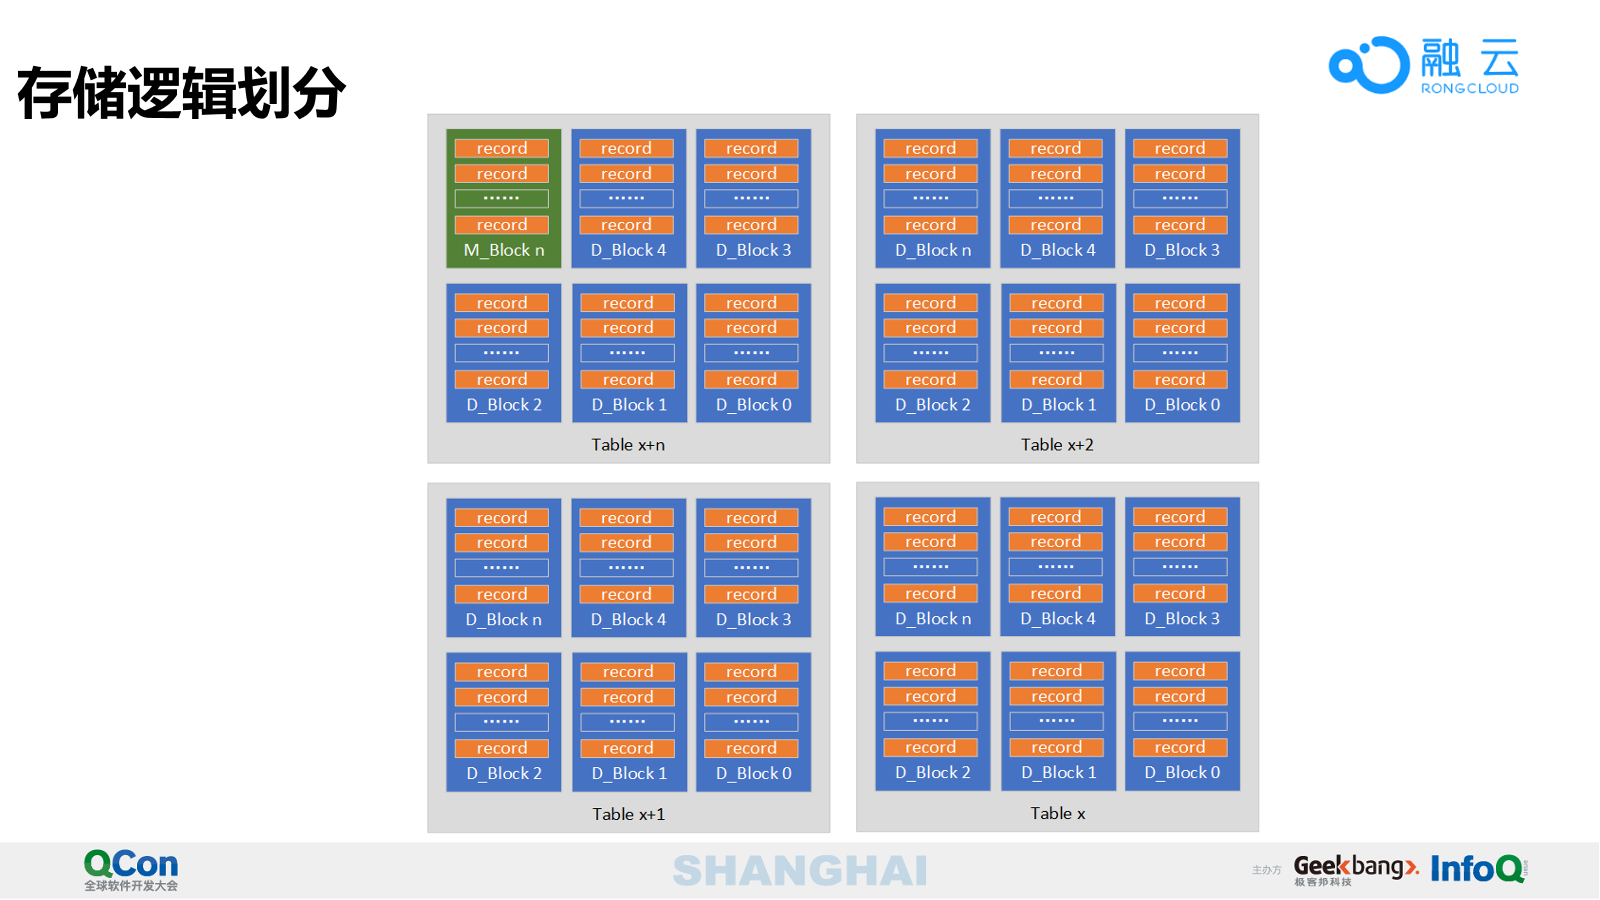 存储逻辑划分
融云
RONGCLOUD
record record record
record record record
...... ...... ......
record record record
M_Block n D_Block 4 D_Block 3
record record record
record record record
...... ...... ......
record record record
D_Block 2 D_Block 1 D_Block 0
Table x+n
record record record
record record record
...... ...... ......
record record record
D_Block n D_Block 4 D_Block 3
record record record
record record record
...... ...... ......
record record record
D_Block 2 D_Block 1 D_Block 0
Table x+2
record record record
record record record
...... ...... ......
record record record
D_Block n D_Block 4 D_Block 3
record record record
record record record
...... ...... ......
record record record
D_Block 2 D_Block 1 D_Block 0
Table x+1
record record record
record record record
...... ...... ......
record record record
D_Block n D_Block 4 D_Block 3
record record record
record record record
...... ...... ......
record record record
D_Block 2 D_Block 1 D_Block 0
Table x
QCon
全球软件开发大会
SHANGHAI
主办方
Geekbang>.
极客邦科技
InfoQ